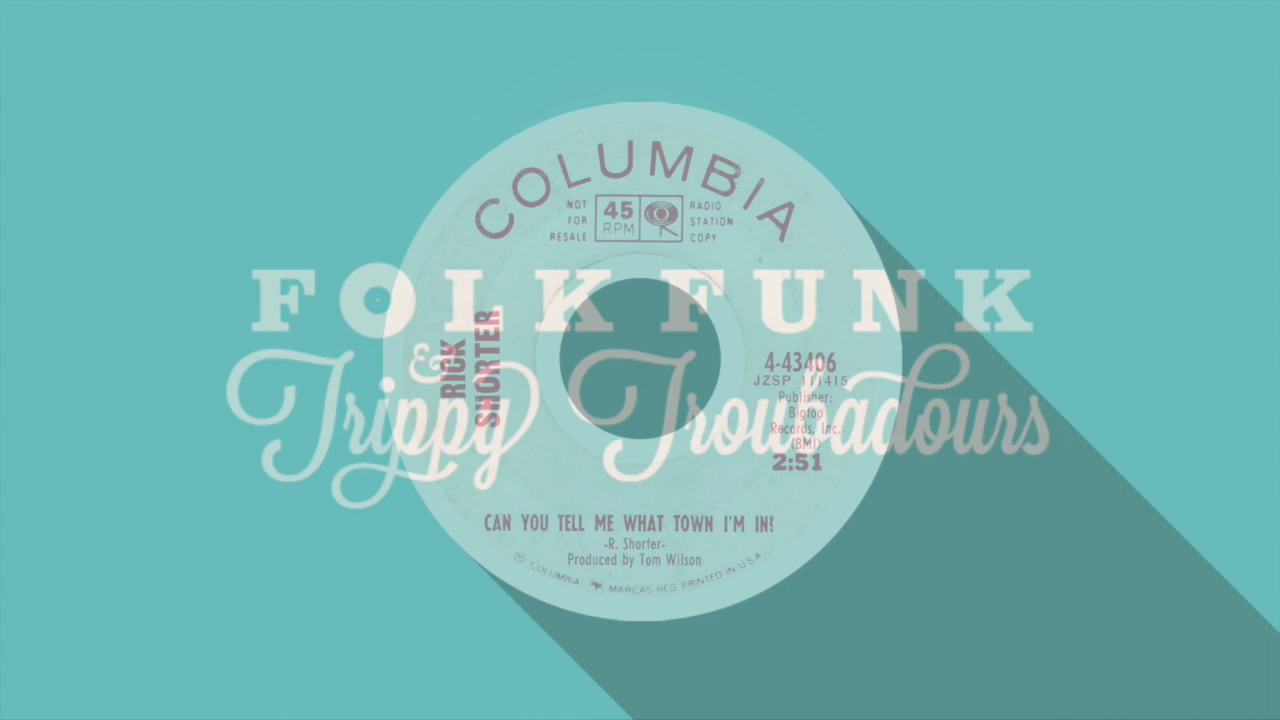 COLUMBIA
NOT
FOR
RESALE
45
RPM
RADIO
STATION
COPY
FOLK FUNK
& Trippy Troubadours
RICK
SHORTER
4-43406
JZSP 111415
Publisher:
Bigtop
Records, Inc.
(BMI)
2:51
CAN YOU TELL ME WHAT TOWN I'M IN?
-R. Shorter-
Produced by Tom Wilson
COLUMBIA MARCAS REG. PRINTED IN U.S.A.